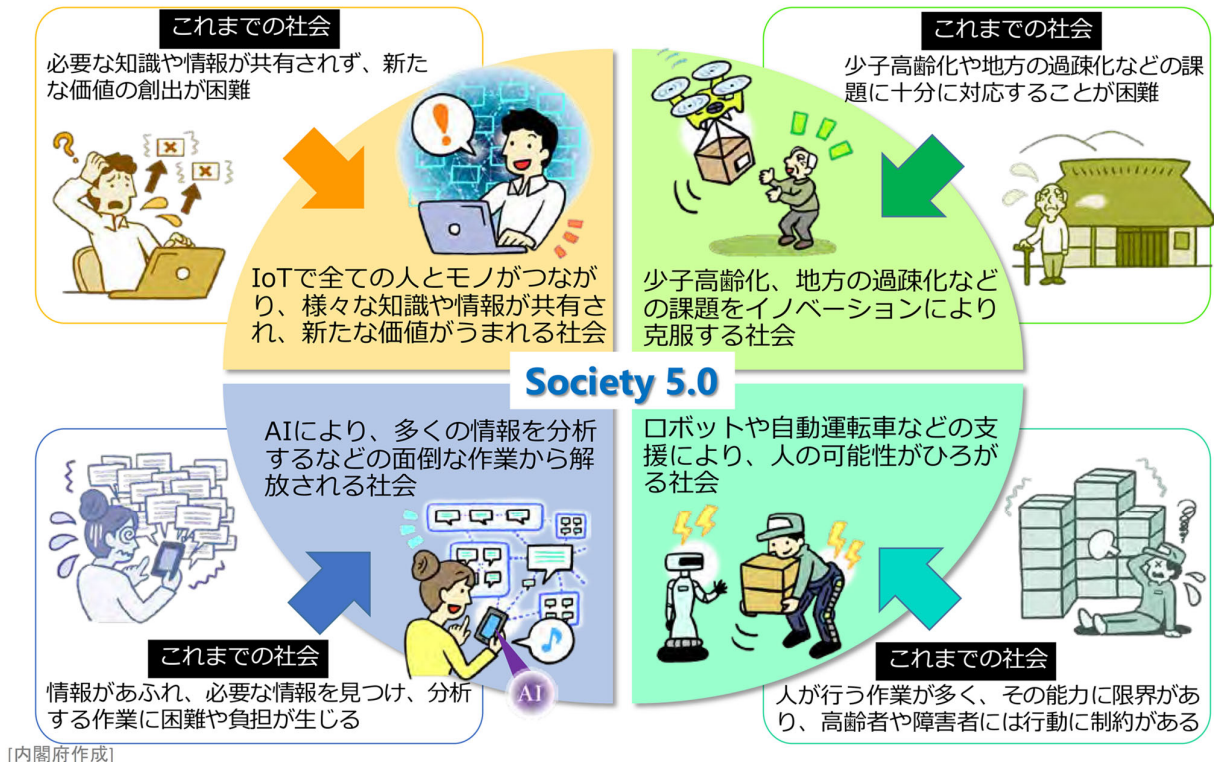 これまでの社会
必要な知識や情報が共有されず、新た
な価値の創出が困難
これまでの社会
少子高齢化や地方の過疎化などの課
題に十分に対応することが困難
IoTで全ての人とモノがつなが
り、様々な知識や情報が共有さ
れ、新たな価値がうまれる社会
少子高齢化、地方の過疎化など
の課題をイノベーションにより
克服する社会
Society 5.0
AIにより、多くの情報を分析
するなどの面倒な作業から解
放される社会
ロボットや自動運転車などの支
援により、人の可能性がひろが
る社会
AI
これまでの社会
情報があふれ、必要な情報を見つけ、分析
する作業に困難や負担が生じる
これまでの社会
人が行う作業が多く、その能力に限界があ
り、高齢者や障害者には行動に制約がある
[内閣府作成]